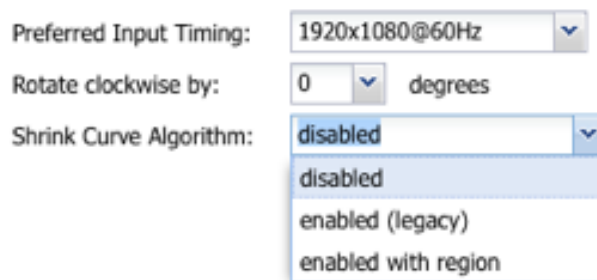 Preferred Input Timing: 1920x1080@60Hz
Rotate clockwise by: 0 degrees
Shrink Curve Algorithm: disabled
disabled
enabled (legacy)
enabled with region